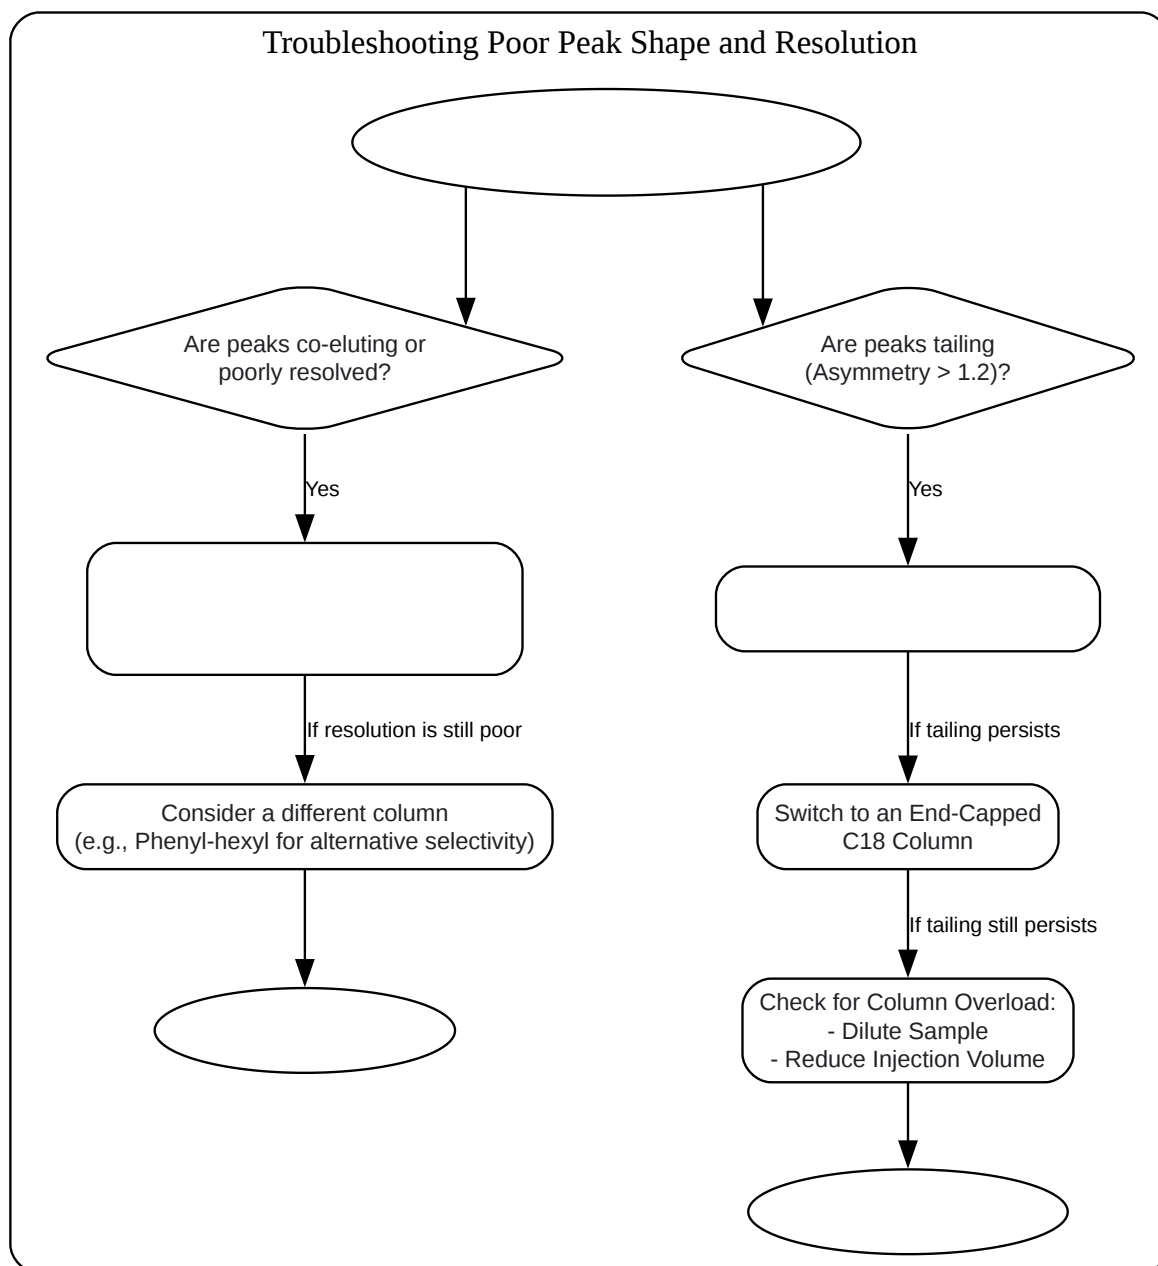 Troubleshooting Poor Peak Shape and Resolution
Are peaks co-eluting or
poorly resolved?
Are peaks tailing
(Asymmetry > 1.2)?
Yes
Yes
If resolution is still poor
If tailing persists
Consider a different column
(e.g., Phenyl-hexyl for alternative selectivity)
Switch to an End-Capped
C18 Column
If tailing still persists
Check for Column Overload:
- Dilute Sample
- Reduce Injection Volume